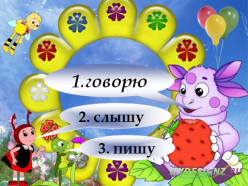 1.говорю
2. слышу
3. пишу